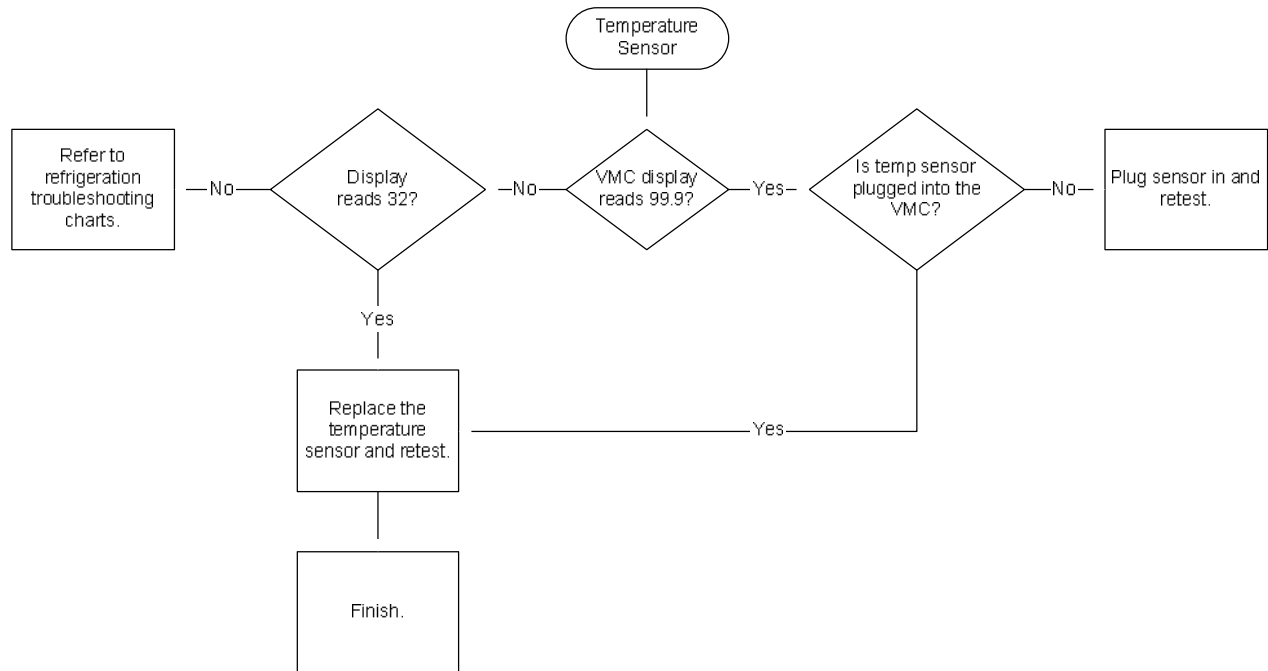 Temperature
Sensor
Refer to
refrigeration
troubleshooting
charts.
No
Display
reads 32?
No
VMC display
reads 99.9?
Yes
Is temp sensor
plugged into the
VMC?
No
Plug sensor in and
retest.
Yes
Replace the
temperature
sensor and retest.
Yes
Finish.